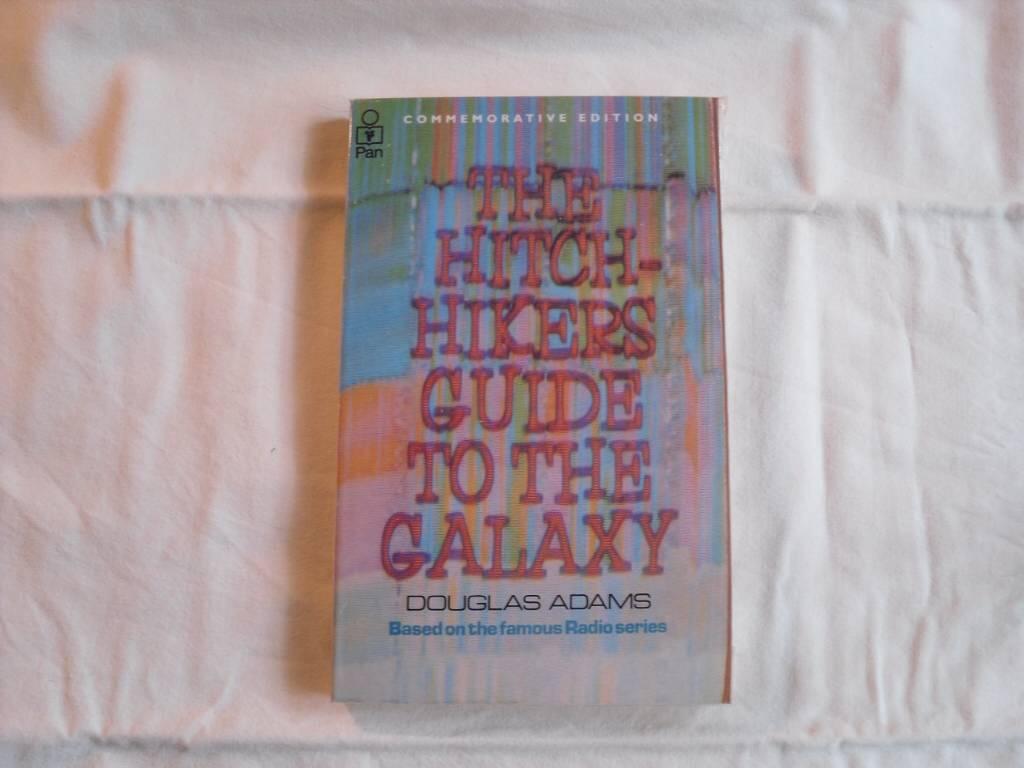 COMMEMORATIVE EDITION
Pan
THE
HITCH-
HIKERS
GUIDE
TO THE
GALAXY
DOUGLAS ADAMS
Based on the famous Radio series